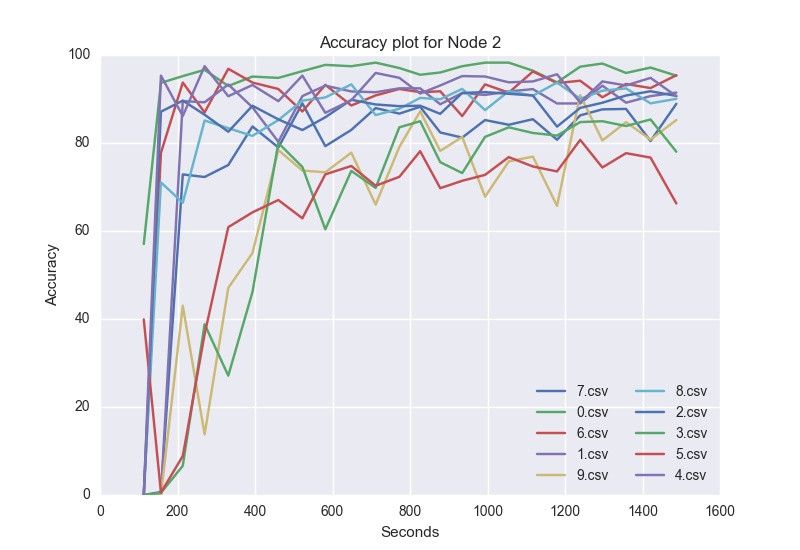 Accuracy plot for Node 2
100
80
60
40
20
0
Accuracy
7.csv 8.csv
0.csv 2.csv
6.csv 3.csv
1.csv 5.csv
9.csv 4.csv
0 200 400 600 800 1000 1200 1400 1600
Seconds